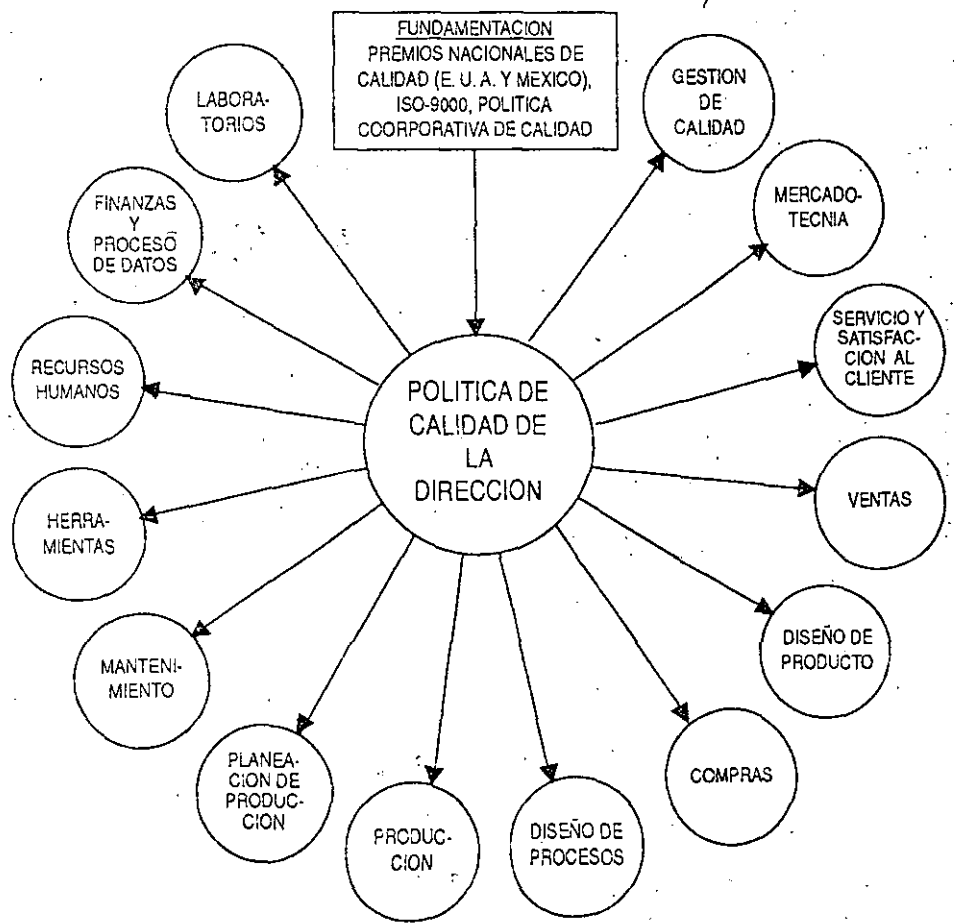 FUNDAMENTACION
PREMIOS NACIONALES DE
CALIDAD (E. U. A. Y MEXICO),
ISO-9000, POLITICA
COORPORATIVA DE CALIDAD
GESTION
DE
CALIDAD
MERCADO-
TECNIA
SERVICIO Y
SATISFAC-
CION AL
CLIENTE
VENTAS
DISEÑO DE
PRODUCTO
COMPRAS
DISEÑO DE
PROCESOS
PRODUC-
CION
PLANEA-
CION DE
PRODUC-
CION
MANTENI-
MIENTO
HERRA-
MIENTAS
RECURSOS
HUMANOS
FINANZAS
Y
PROCESO
DE DATOS
LABORA-
TORIOS
POLITICA DE
CALIDAD DE
LA
DIRECCION